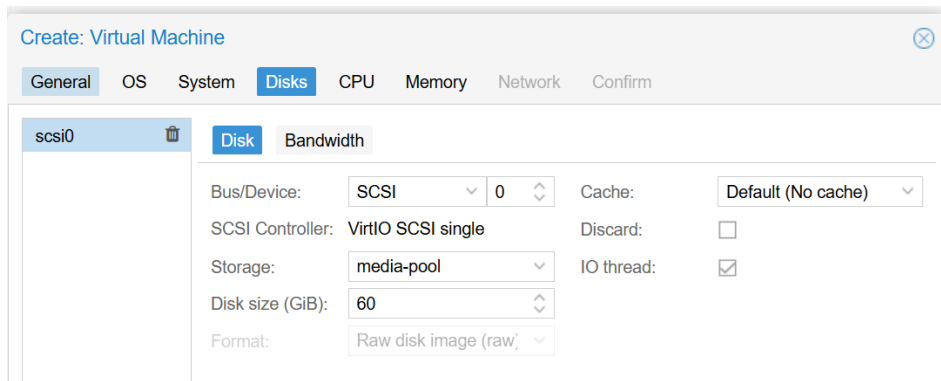 Create: Virtual Machine
General OS System Disks CPU Memory Network Confirm
scsi0
Disk Bandwidth
Bus/Device: SCSI 0 Cache: Default (No cache)
SCSI Controller: VirtIO SCSI single Discard:
Storage: media-pool IO thread:
Disk size (GiB): 60
Format: Raw disk image (raw)